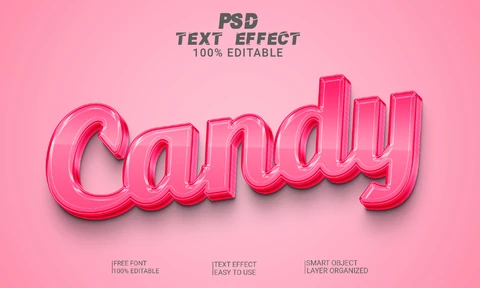 PSD
TEXT EFFECT
100% EDITABLE
Candy
FREE FONT
100% EDITABLE
TEXT EFFECT
EASY TO USE
SMART OBJECT
LAYER ORGANIZED